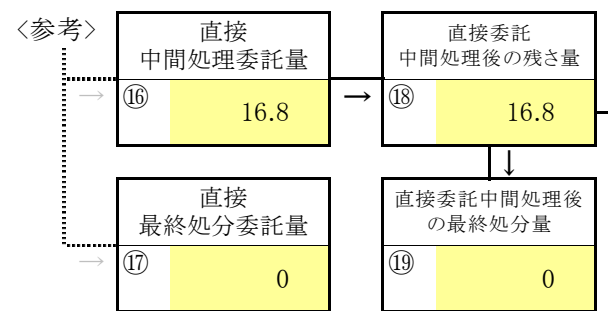 〈参考〉
直接
中間処理委託量
→
⑯
16.8
→
直接委託
中間処理後の残さ量
⑱
16.8
↓
直接
最終処分委託量
→
⑰
0
直接委託中間処理後
の最終処分量
⑲
0